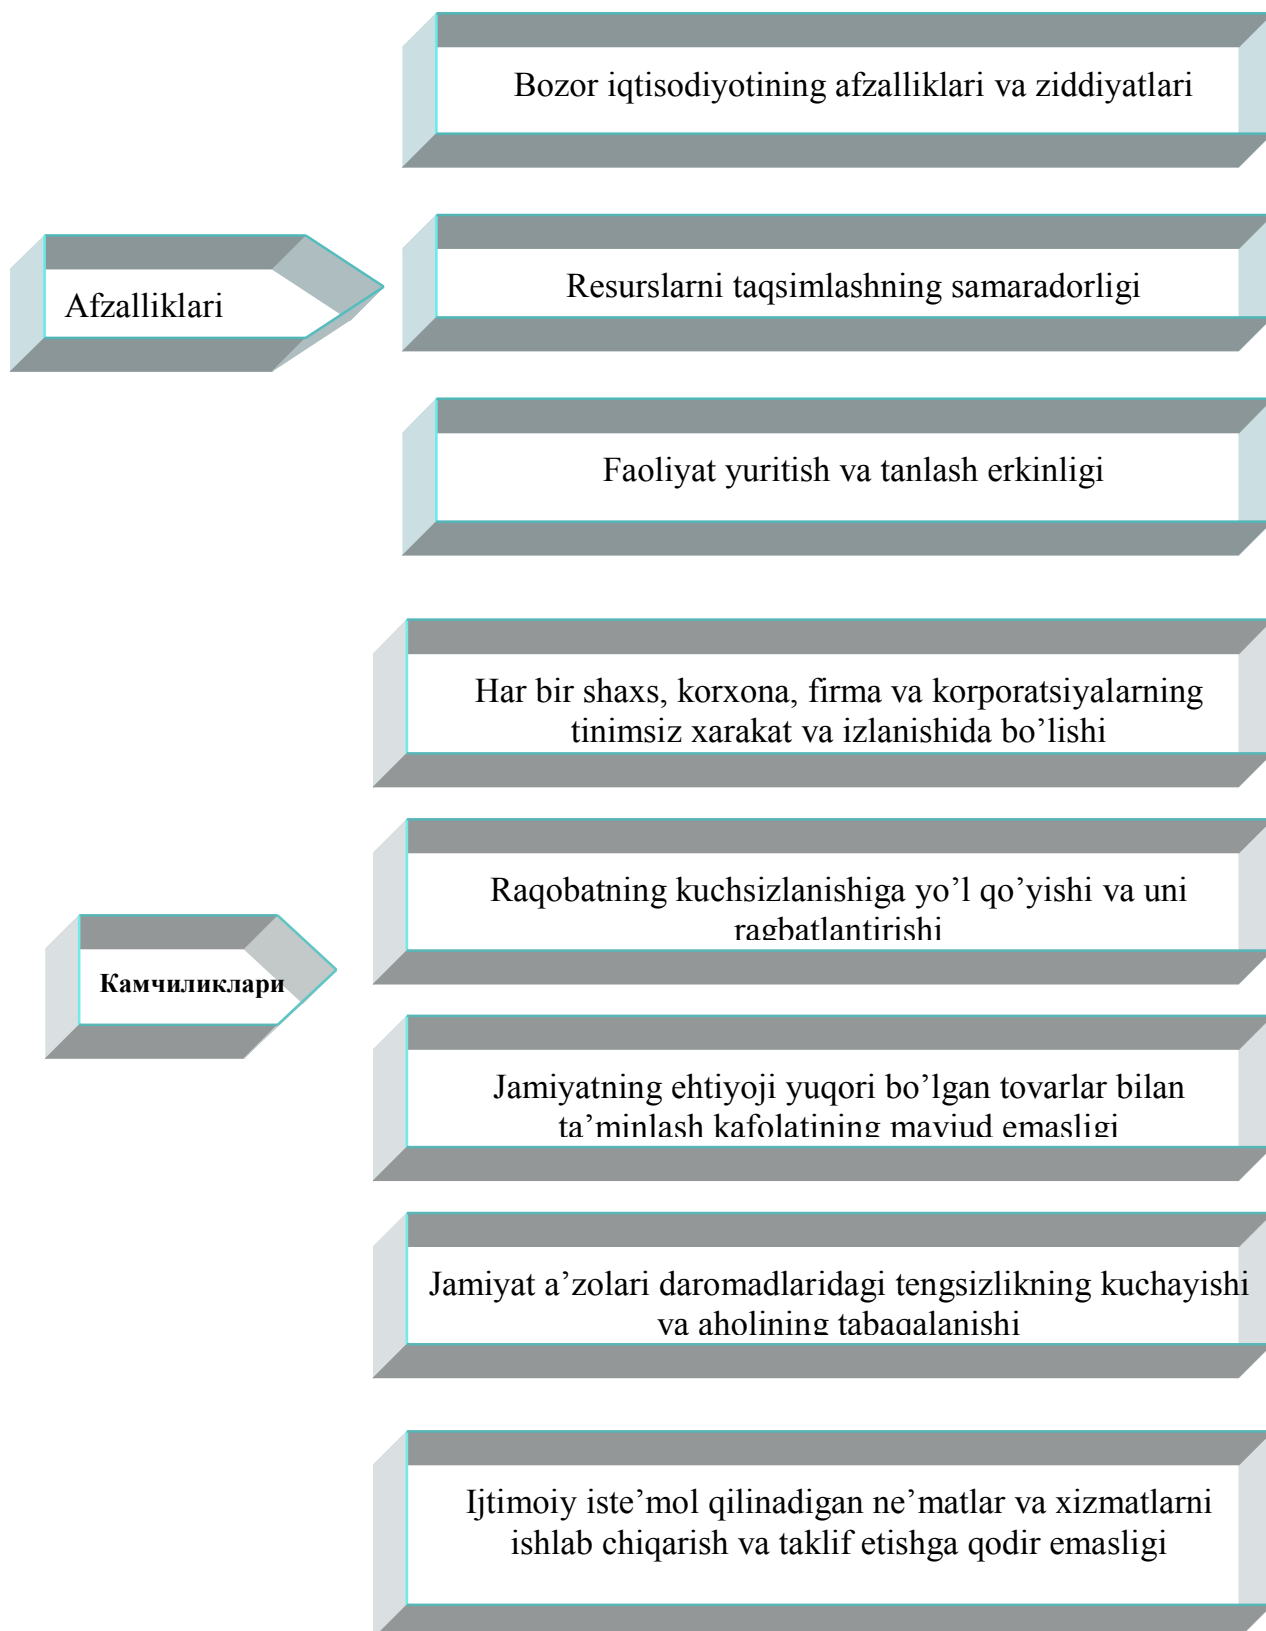 Bozor iqtisodiyotining afzalliklari va ziddiyatlari
Afzalliklari
Resurslarni taqsimlashning samaradorligi
Faoliyat yuritish va tanlash erkinligi
Har bir shaxs, korxona, firma va korporatsiyalarning
tinimsiz xarakat va izlanishida bo’lishi
Raqobatning kuchsizlanishiga yo’l qo’yishi va uni
ragbatlantirishi
Камчиликлари
Jamiyatning ehtiyoji yuqori bo’lgan tovarlar bilan
ta’minlash kafolatining mavjud emasligi
Jamiyat a’zolari daromadlaridagi tengsizlikning kuchayishi
va aholining tabaqalanishi
Ijtimoiy iste’mol qilinadigan ne’matlar va xizmatlarni
ishlab chiqarish va taklif etishga qodir emasligi